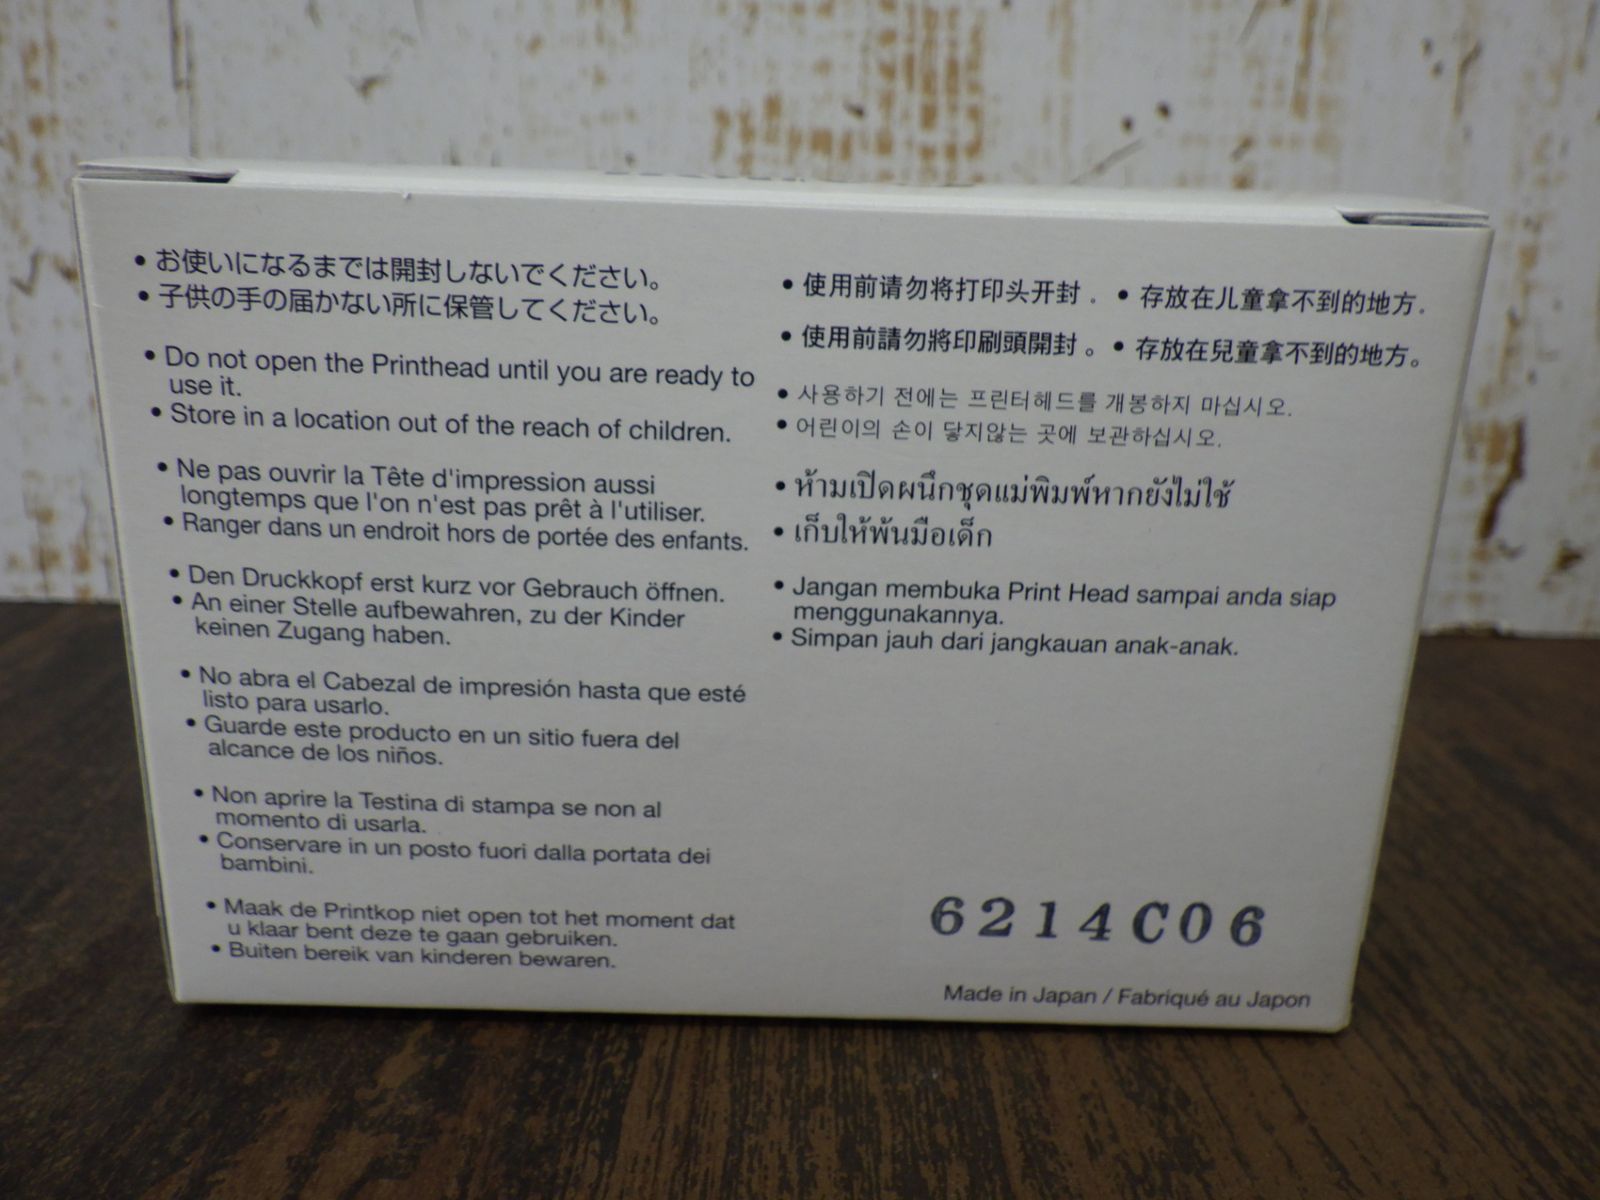 • お使いになるまでは開封しないでください。
• 子供の手の届かない所に保管してください。
• Do not open the Printhead until you are ready to
use it.
• Store in a location out of the reach of children.
• Ne pas ouvrir la Tête d'impression aussi
longtemps que l'on n'est pas prêt à l'utiliser.
• Ranger dans un endroit hors de portée des enfants.
• Den Druckkopf erst kurz vor Gebrauch öffnen.
• An einer Stelle aufbewahren, zu der Kinder
keinen Zugang haben.
• No abra el Cabezal de impresión hasta que esté
listo para usarlo.
• Guarde este producto en un sitio fuera del
alcance de los niños.
• Non aprire la Testina di stampa se non al
momento di usarla.
• Conservare in un posto fuori dalla portata dei
bambini.
• Maak de Printkop niet open tot het moment dat
u klaar bent deze te gaan gebruiken.
• Buiten bereik van kinderen bewaren.
• 使用前请勿将打印头开封。• 存放在儿童拿不到的地方。
• 使用前請勿將印刷頭開封。• 存放在兒童拿不到的地方。
• 사용하기 전에는 프린터헤드를 개봉하지 마십시오.
• 어린이의 손이 닿지않는 곳에 보관하십시오.
• ห้ามเปิดผนึกชุดแม่พิมพ์หากยังไม่ใช้
• เก็บให้พ้นมือเด็ก
• Jangan membuka Print Head sampai anda siap
menggunakannya.
• Simpan jauh dari jangkauan anak-anak.
6214C06
Made in Japan / Fabriqué au Japon